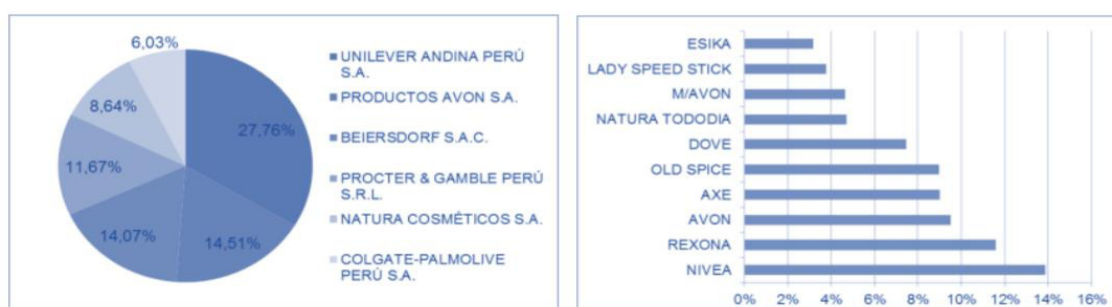 6,03%
8,64%
27,76%
11,67%
14,07%
14,51%
UNILEVER ANDINA PERÚ
S.A.
PRODUCTOS AVON S.A.
BEIERSDORF S.A.C.
PROCTER & GAMBLE PERÚ
S.R.L.
NATURA COSMÉTICOS S.A.
COLGATE-PALMOLIVE
PERÚ S.A.
ESIKA
LADY SPEED STICK
M/AVON
NATURA TODODIA
DOVE
OLD SPICE
AXE
AVON
REXONA
NIVEA
0% 2% 4% 6% 8% 10% 12% 14% 16%